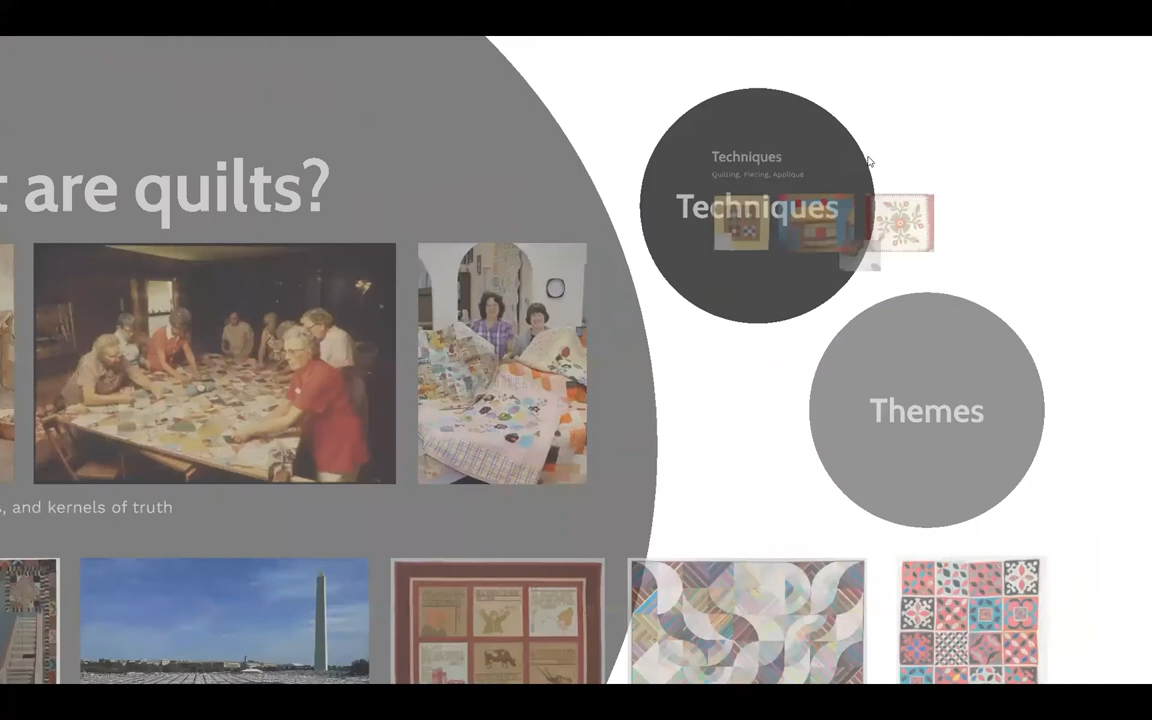 t are quilts?
Techniques
Quilting, Piecing, Applique
Techniques
Themes
s, and kernels of truth